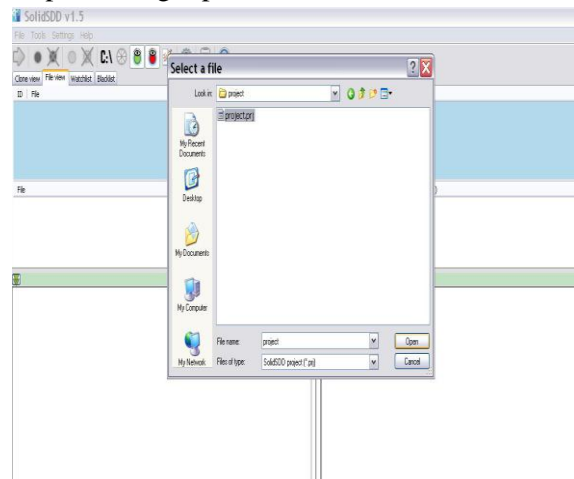 SolidSDD v1.5
File Tools Settings Help
C:\
Clone view File view Watchlist Blacklist
ID File
File
Select a file
Look in: project
project.prj
My Recent Documents
Desktop
My Documents
My Computer
My Network
File name: project Open
Files of type: SolidSDD project (*.prj) Cancel